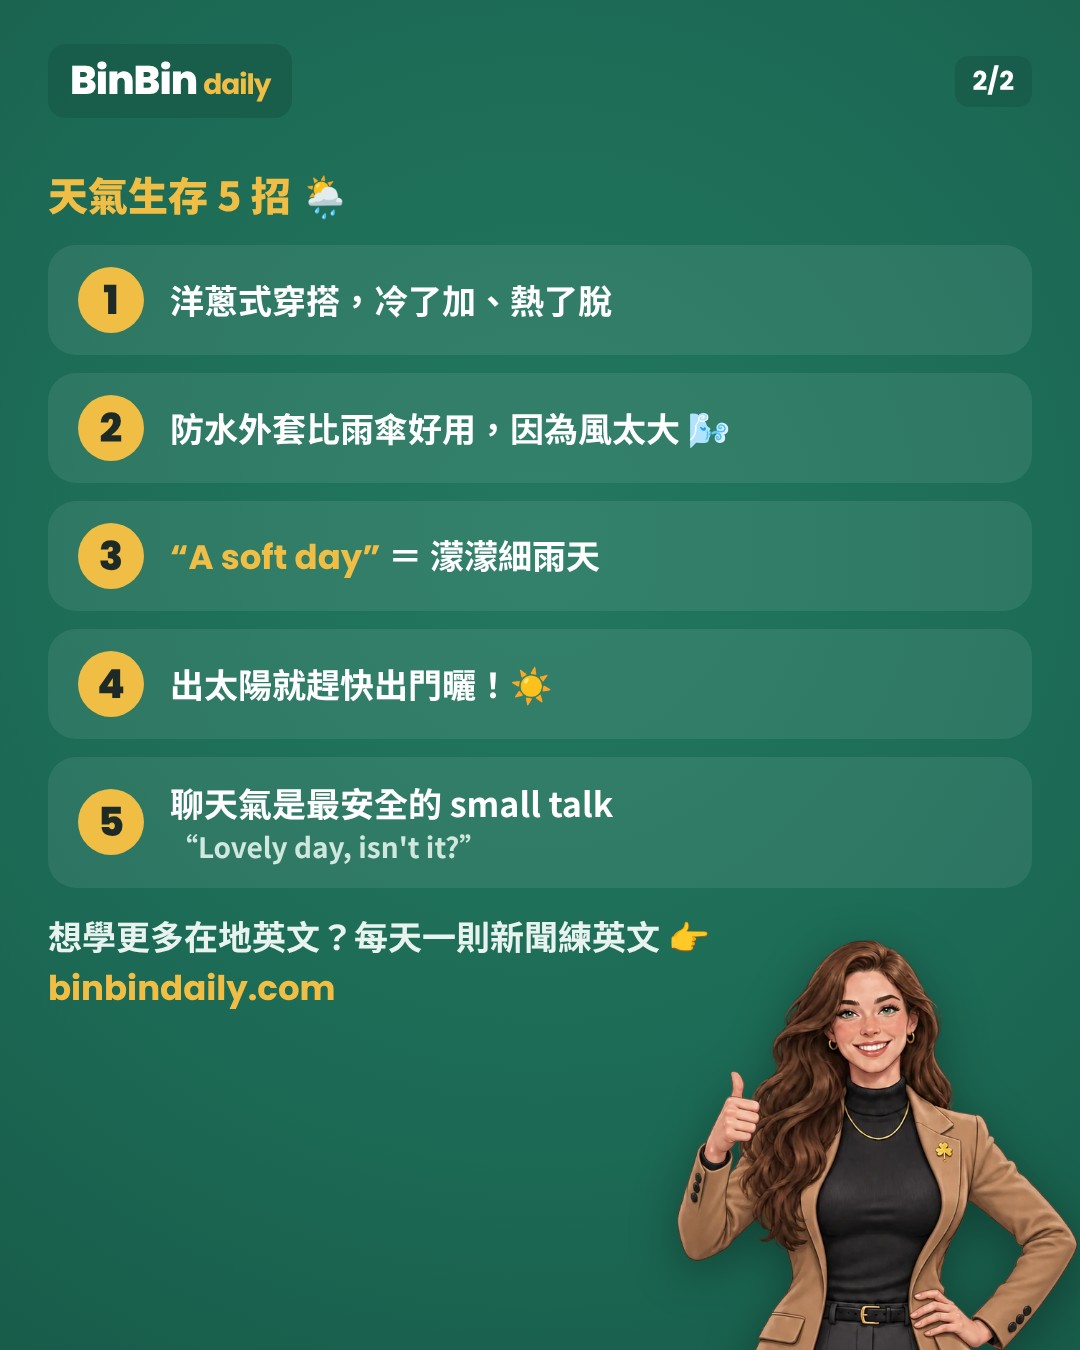 BinBin daily
2/2
天氣生存 5 招 🌦️
1 洋蔥式穿搭，冷了加、熱了脫
2 防水外套比雨傘好用，因為風太大 🌬️
3 “A soft day” ＝ 濛濛細雨天
4 出太陽就趕快出門曬！☀️
5 聊天氣是最安全的 small talk
“Lovely day, isn't it?”
想學更多在地英文？每天一則新聞練英文 👉
binbindaily.com